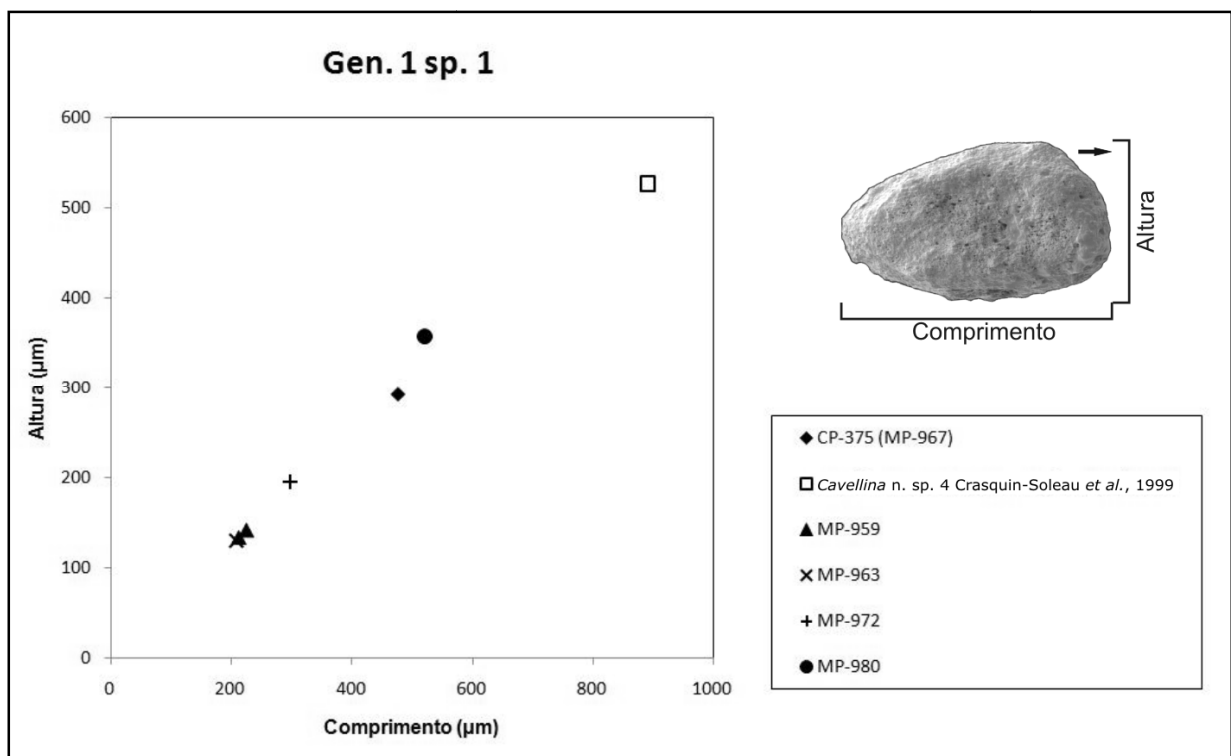 Gen. 1 sp. 1
600
500
400
300
200
100
0
Altura (µm)
0 200 400 600 800 1000
Comprimento (µm)
Altura
Comprimento
CP-375 (MP-967)
Cavellina n. sp. 4 Crasquin-Soleau et al., 1999
MP-959
MP-963
MP-972
MP-980